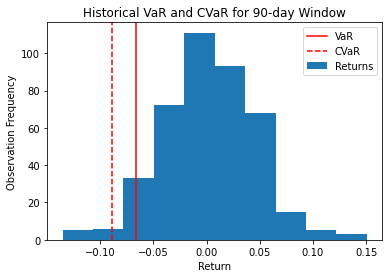 Historical VaR and CVaR for 90-day Window
VaR
CVaR
Returns
Observation Frequency
100
80
60
40
20
0
−0.10
−0.05
0.00
0.05
0.10
0.15
Return